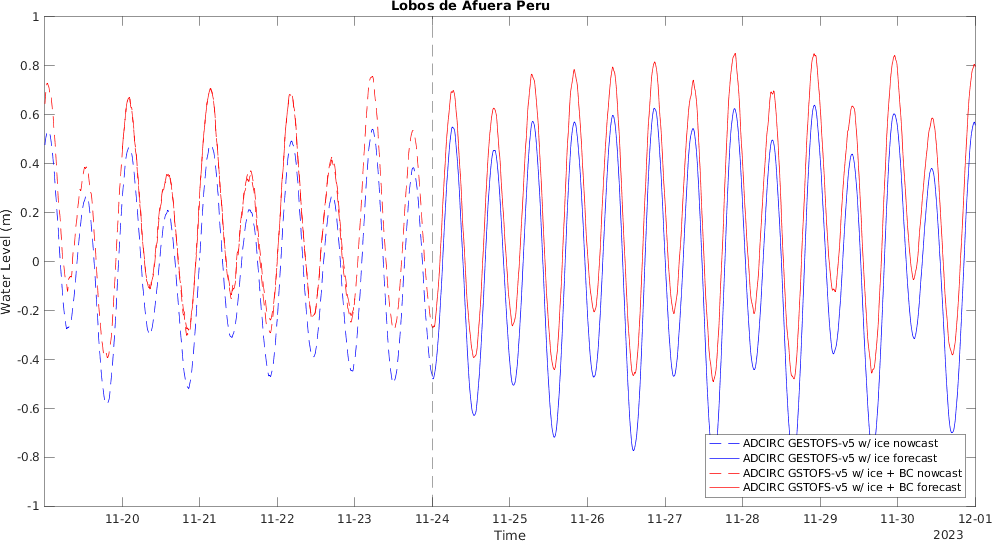 Lobos de Afuera Peru
Water Level (m)
1
0.8
0.6
0.4
0.2
0
-0.2
-0.4
-0.6
-0.8
-1
ADCIRC GESTOFS-v5 w/ ice nowcast
ADCIRC GESTOFS-v5 w/ ice forecast
ADCIRC GSTOFS-v5 w/ ice + BC nowcast
ADCIRC GSTOFS-v5 w/ ice + BC forecast
11-20 11-21 11-22 11-23 11-24 11-25 11-26 11-27 11-28 11-29 11-30 12-01
Time
2023